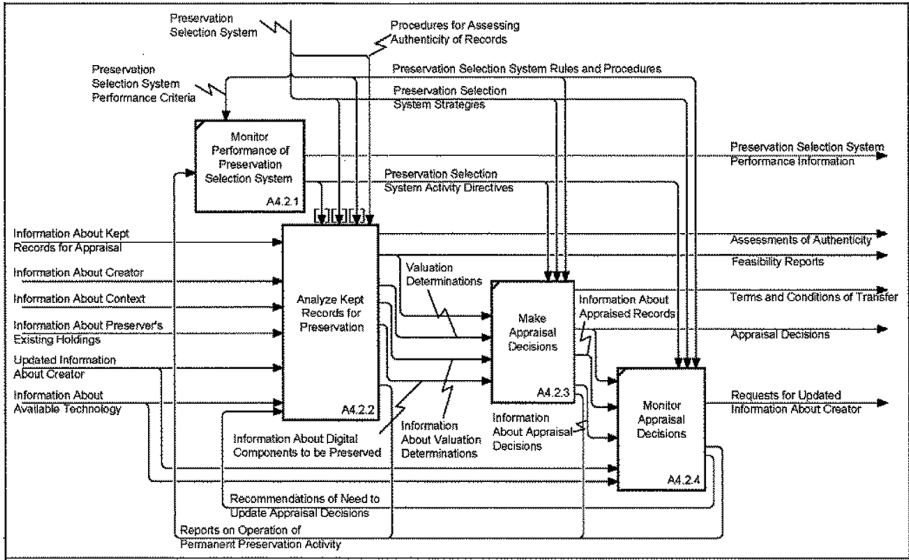 Preservation
Selection System
Procedures for Assessing
Authenticity of Records
Preservation
Selection System
Performance Criteria
Preservation Selection System Rules and Procedures
Preservation Selection
System Strategies
Monitor
Performance of
Preservation
Selection System
A4.2.1
Preservation Selection System
Performance Information
Preservation Selection
System Activity Directives
Information About Kept
Records for Appraisal
Information About Creator
Information About Context
Information About Preserver's
Existing Holdings
Updated Information
About Creator
Information About
Available Technology
Analyze Kept
Records for
Preservation
A4.2.2
Assessments of Authenticity
Feasibility Reports
Valuation
Determinations
Make
Appraisal
Decisions
A4.2.3
Information About
Appraised Records
Terms and Conditions of Transfer
Appraisal Decisions
Monitor
Appraisal
Decisions
A4.2.4
Requests for Updated
Information About Creator
Information About Digital
Components to be Preserved
Information
About Valuation
Determinations
Information
About Appraisal
Decisions
Recommendations of Need to
Update Appraisal Decisions
Reports on Operation of
Permanent Preservation Activity